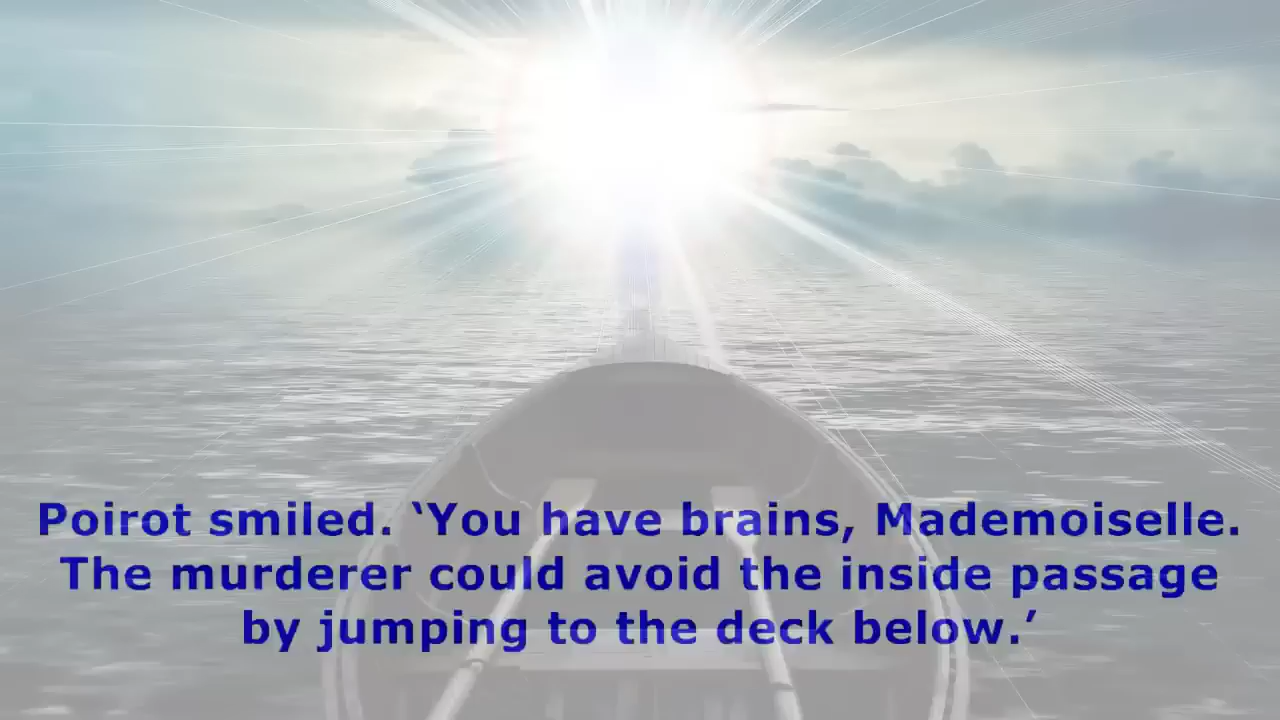 Poirot smiled. ‘You have brains, Mademoiselle.
The murderer could avoid the inside passage
by jumping to the deck below.’